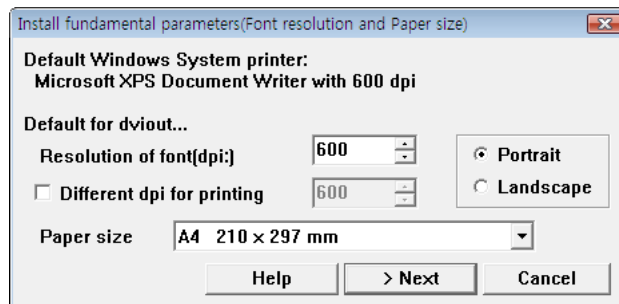 Install fundamental parameters(Font resolution and Paper size)
Default Windows System printer:
Microsoft XPS Document Writer with 600 dpi
Default for dviout...
Resolution of font(dpi:) 600
Portrait
Different dpi for printing 600
Landscape
Paper size A4 210 × 297 mm
Help > Next Cancel